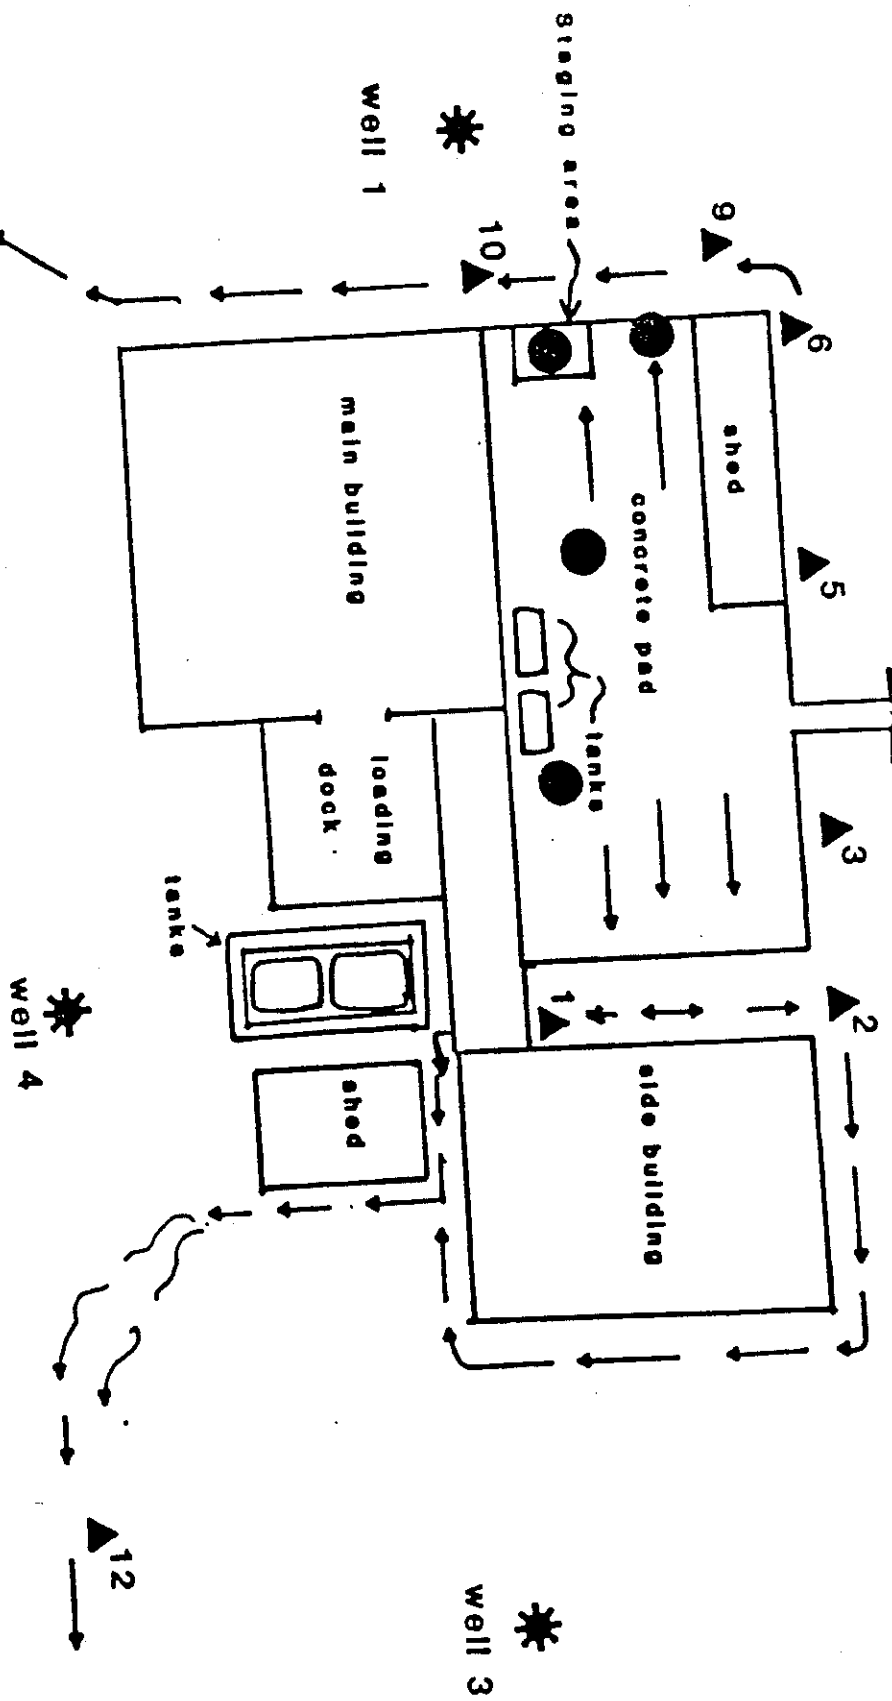 6
5
3
2
9
shed
Staging area
concrete pad
tanks
1
side building
10
well 1
main building
loading
dock
shed
well 3
tanks
12
well 4